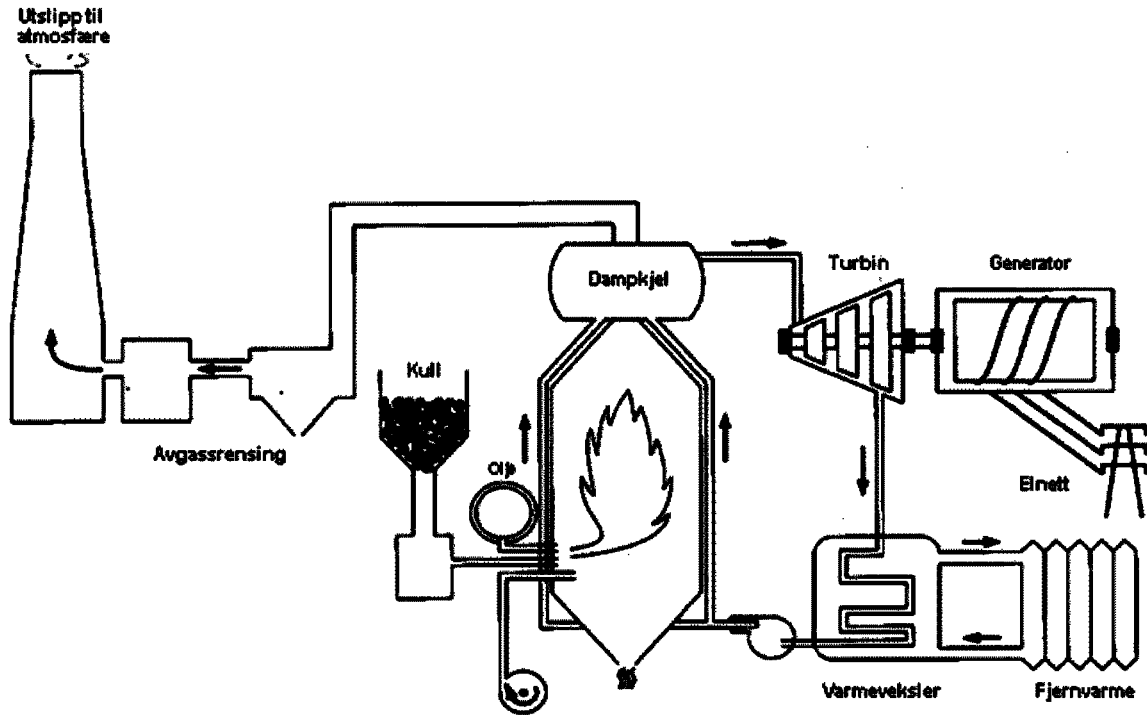 Utslipp til
atmosfære
Dampkjel
Turbin
Generator
Kull
Olje
Avgassrensing
Elnett
Varmeveksler
Fjernvarme